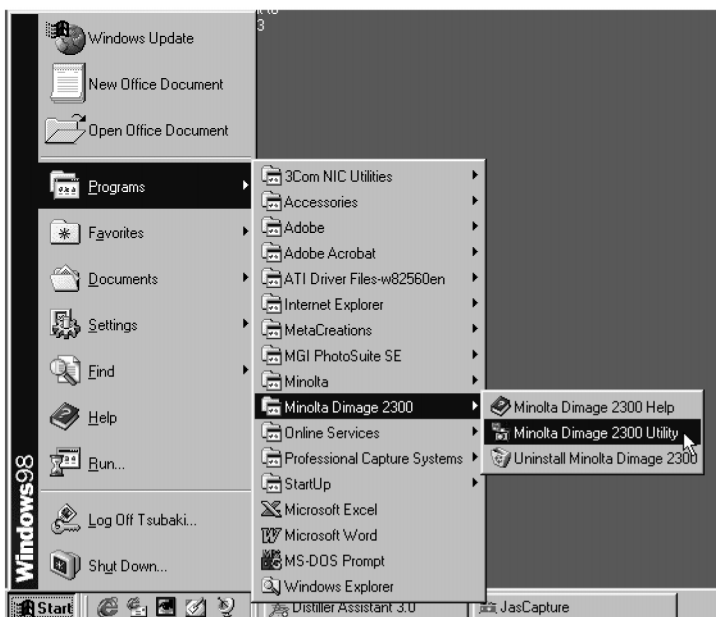 Windows Update
3
New Office Document
Open Office Document
Programs
Favorites
Documents
Settings
Find
Help
Run...
Log Off Tsubaki...
Shut Down...
Windows98
3Com NIC Utilities
Accessories
Adobe
Adobe Acrobat
ATI Driver Files-w82560en
Internet Explorer
MetaCreations
MGI PhotoSuite SE
Minolta
Minolta Dimage 2300
Online Services
Professional Capture Systems
StartUp
Microsoft Excel
Microsoft Word
MS-DOS Prompt
Windows Explorer
Minolta Dimage 2300 Help
Minolta Dimage 2300 Utility
Uninstall Minolta Dimage 2300
Start
Distiller Assistant 3.0
JasCapture